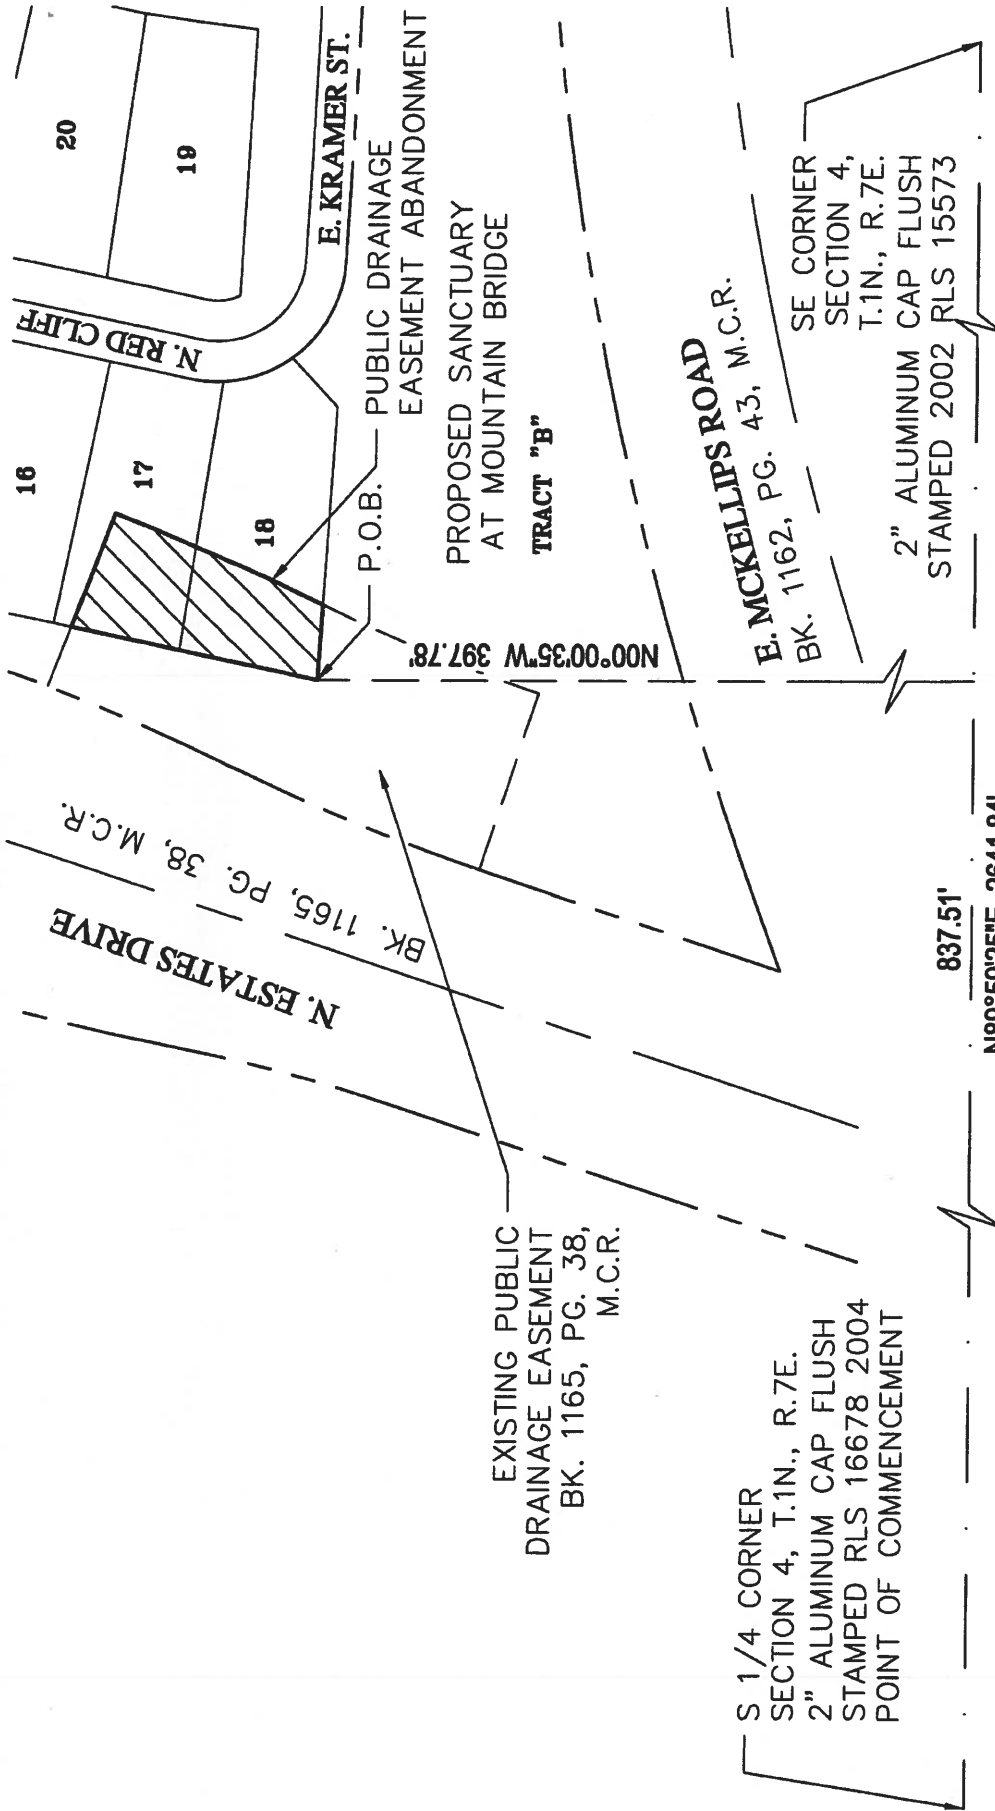 20
19
E. KRAMER ST.
N. RED CLIFF
16
17
18
PUBLIC DRAINAGE
EASEMENT ABANDONMENT
P.O.B.
PROPOSED SANCTUARY
AT MOUNTAIN BRIDGE
TRACT "B"
N00°00'35"W 397.78'
E. MCKELLIPS ROAD
BK. 1162, PG. 43, M.C.R.
SE CORNER
SECTION 4,
T.1N., R.7E.
2" ALUMINUM CAP FLUSH
STAMPED 2002 RLS 15573
N. ESTATES DRIVE
BK. 1165, PG. 38, M.C.R.
EXISTING PUBLIC
DRAINAGE EASEMENT
BK. 1165, PG. 38,
M.C.R.
S 1/4 CORNER
SECTION 4, T.1N., R.7E.
2" ALUMINUM CAP FLUSH
STAMPED RLS 16678 2004
POINT OF COMMENCEMENT
837.51'